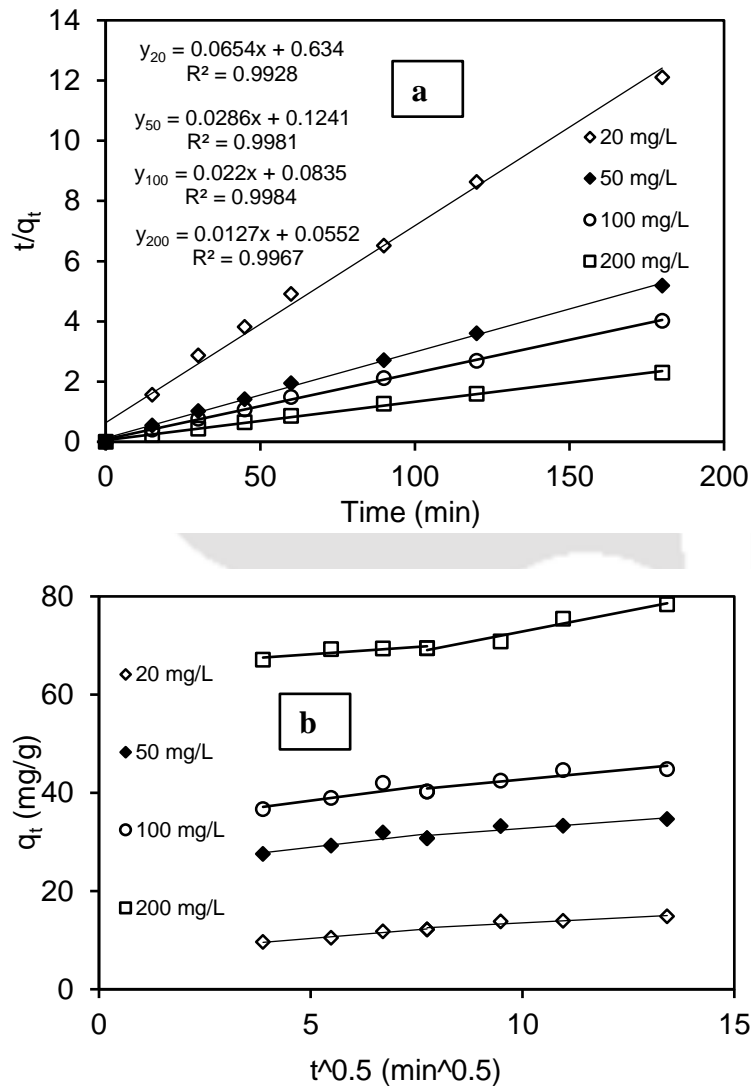 14
12
10
8
6
4
2
0
t/qt
y20 = 0.0654x + 0.634
R² = 0.9928
y50 = 0.0286x + 0.1241
R² = 0.9981
y100 = 0.022x + 0.0835
R² = 0.9984
y200 = 0.0127x + 0.0552
R² = 0.9967
a
20 mg/L
50 mg/L
100 mg/L
200 mg/L
0 50 100 150 200
Time (min)
80
60
40
20
0
qt (mg/g)
20 mg/L
b
50 mg/L
100 mg/L
200 mg/L
0 5 10 15
t^0.5 (min^0.5)